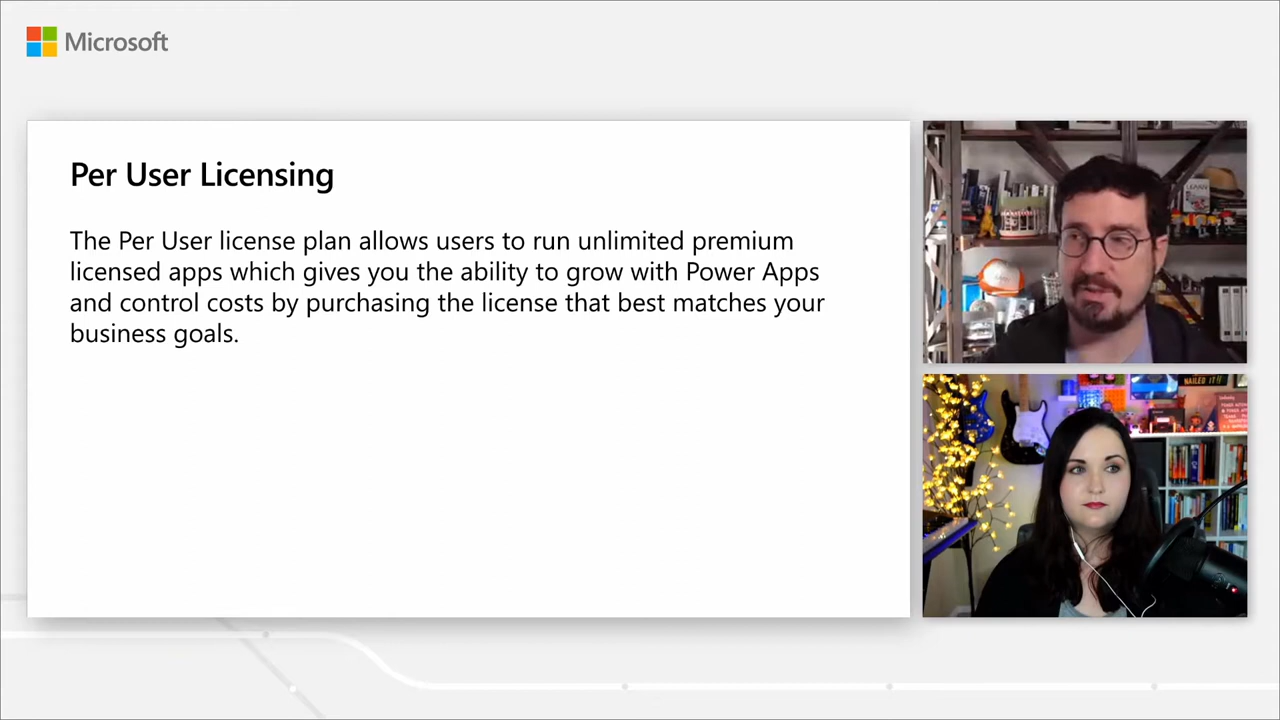 Microsoft
Per User Licensing
The Per User license plan allows users to run unlimited premium
licensed apps which gives you the ability to grow with Power Apps
and control costs by purchasing the license that best matches your
business goals.
NAILED IT!